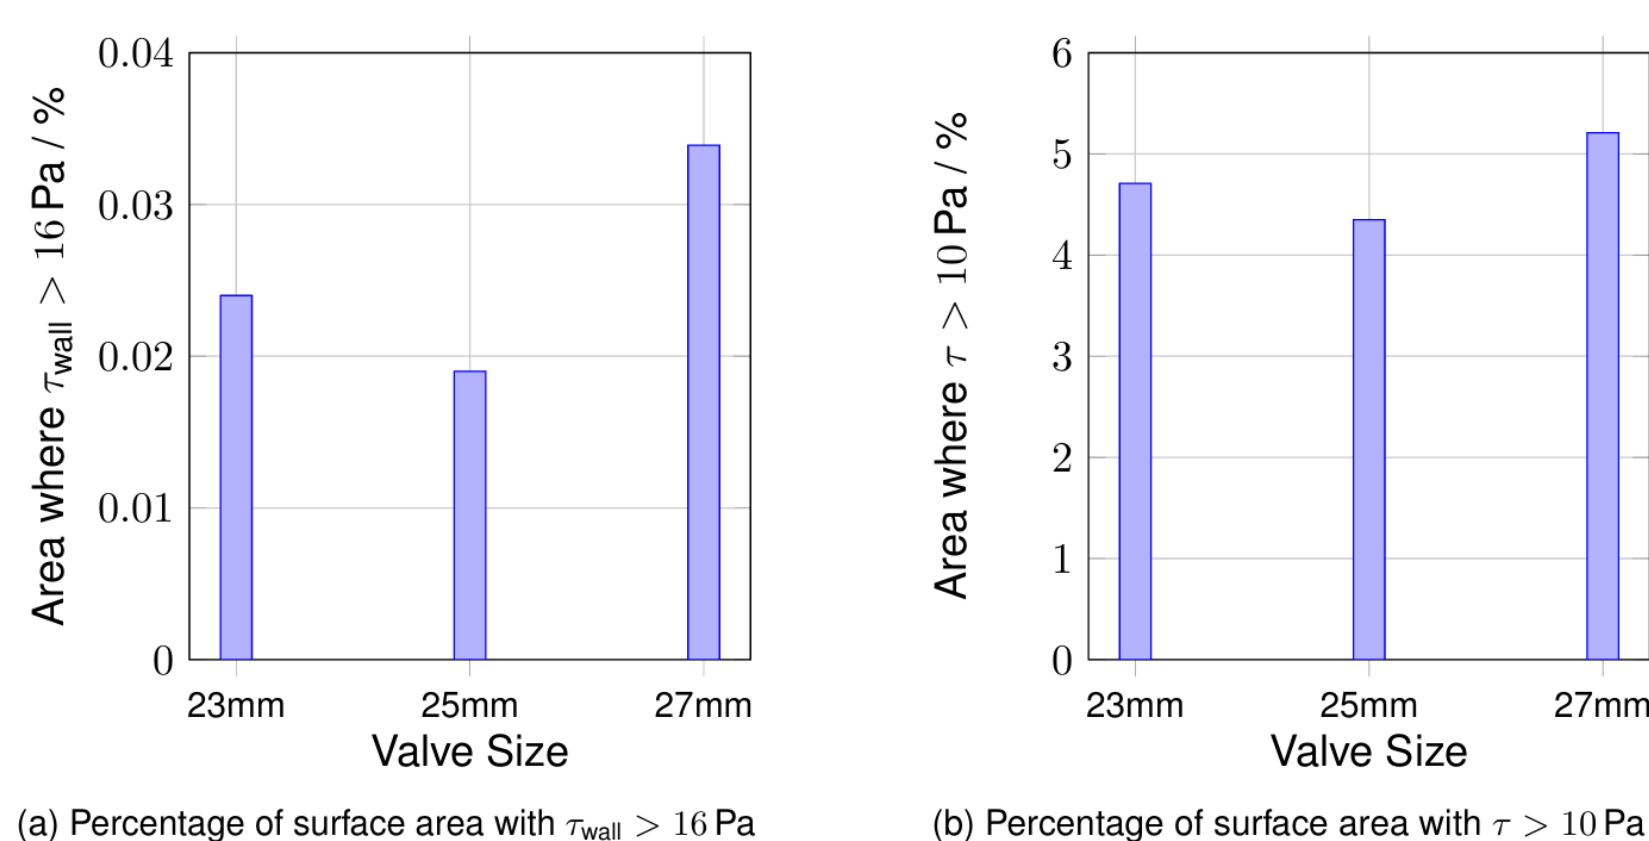 Area where τwall > 16 Pa / %
0.04
0.03
0.02
0.01
0
23mm 25mm 27mm
Valve Size
(a) Percentage of surface area with τwall > 16 Pa
Area where τ > 10 Pa / %
6
5
4
3
2
1
0
23mm 25mm 27mm
Valve Size
(b) Percentage of surface area with τ > 10 Pa